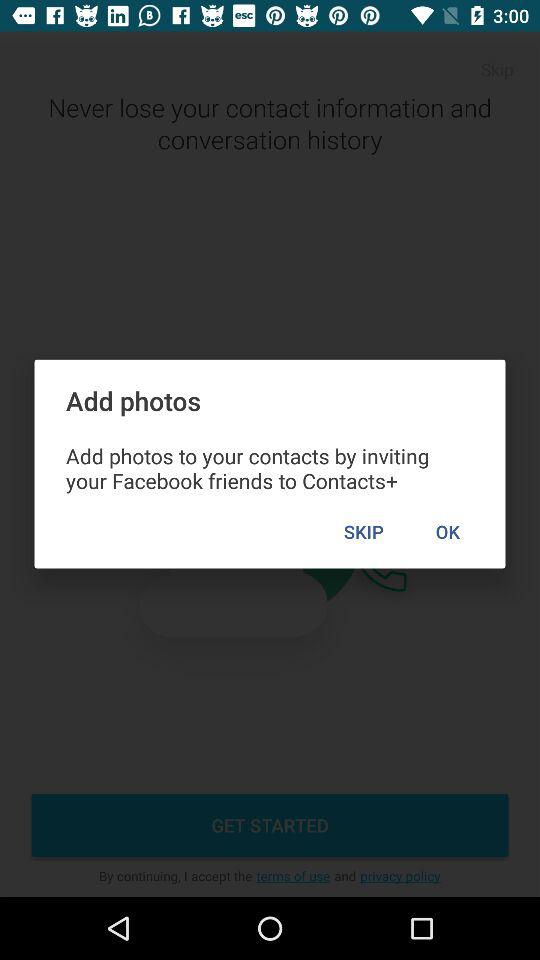 esc 3:00
Skip
Never lose your contact information and
conversation history
Add photos
Add photos to your contacts by inviting
your Facebook friends to Contacts+
SKIP OK
GET STARTED
By continuing, I accept the terms of use and privacy policy